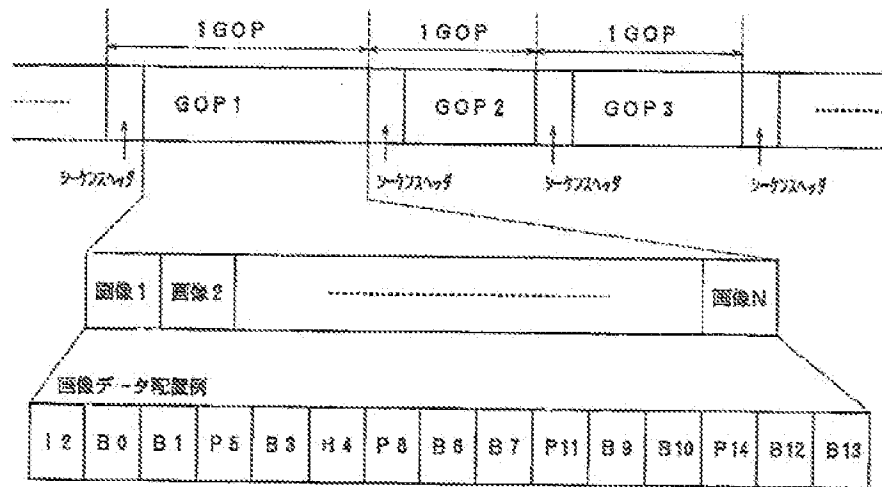 1GOP 1GOP 1GOP
GOP1 GOP2 GOP3
シーケンスヘッダ シーケンスヘッダ シーケンスヘッダ シーケンスヘッダ
画像1 画像2 画像N
画像データ配置例
I2 B0 B1 P5 B3 B4 P8 B6 B7 P11 B9 B10 P14 B12 B13